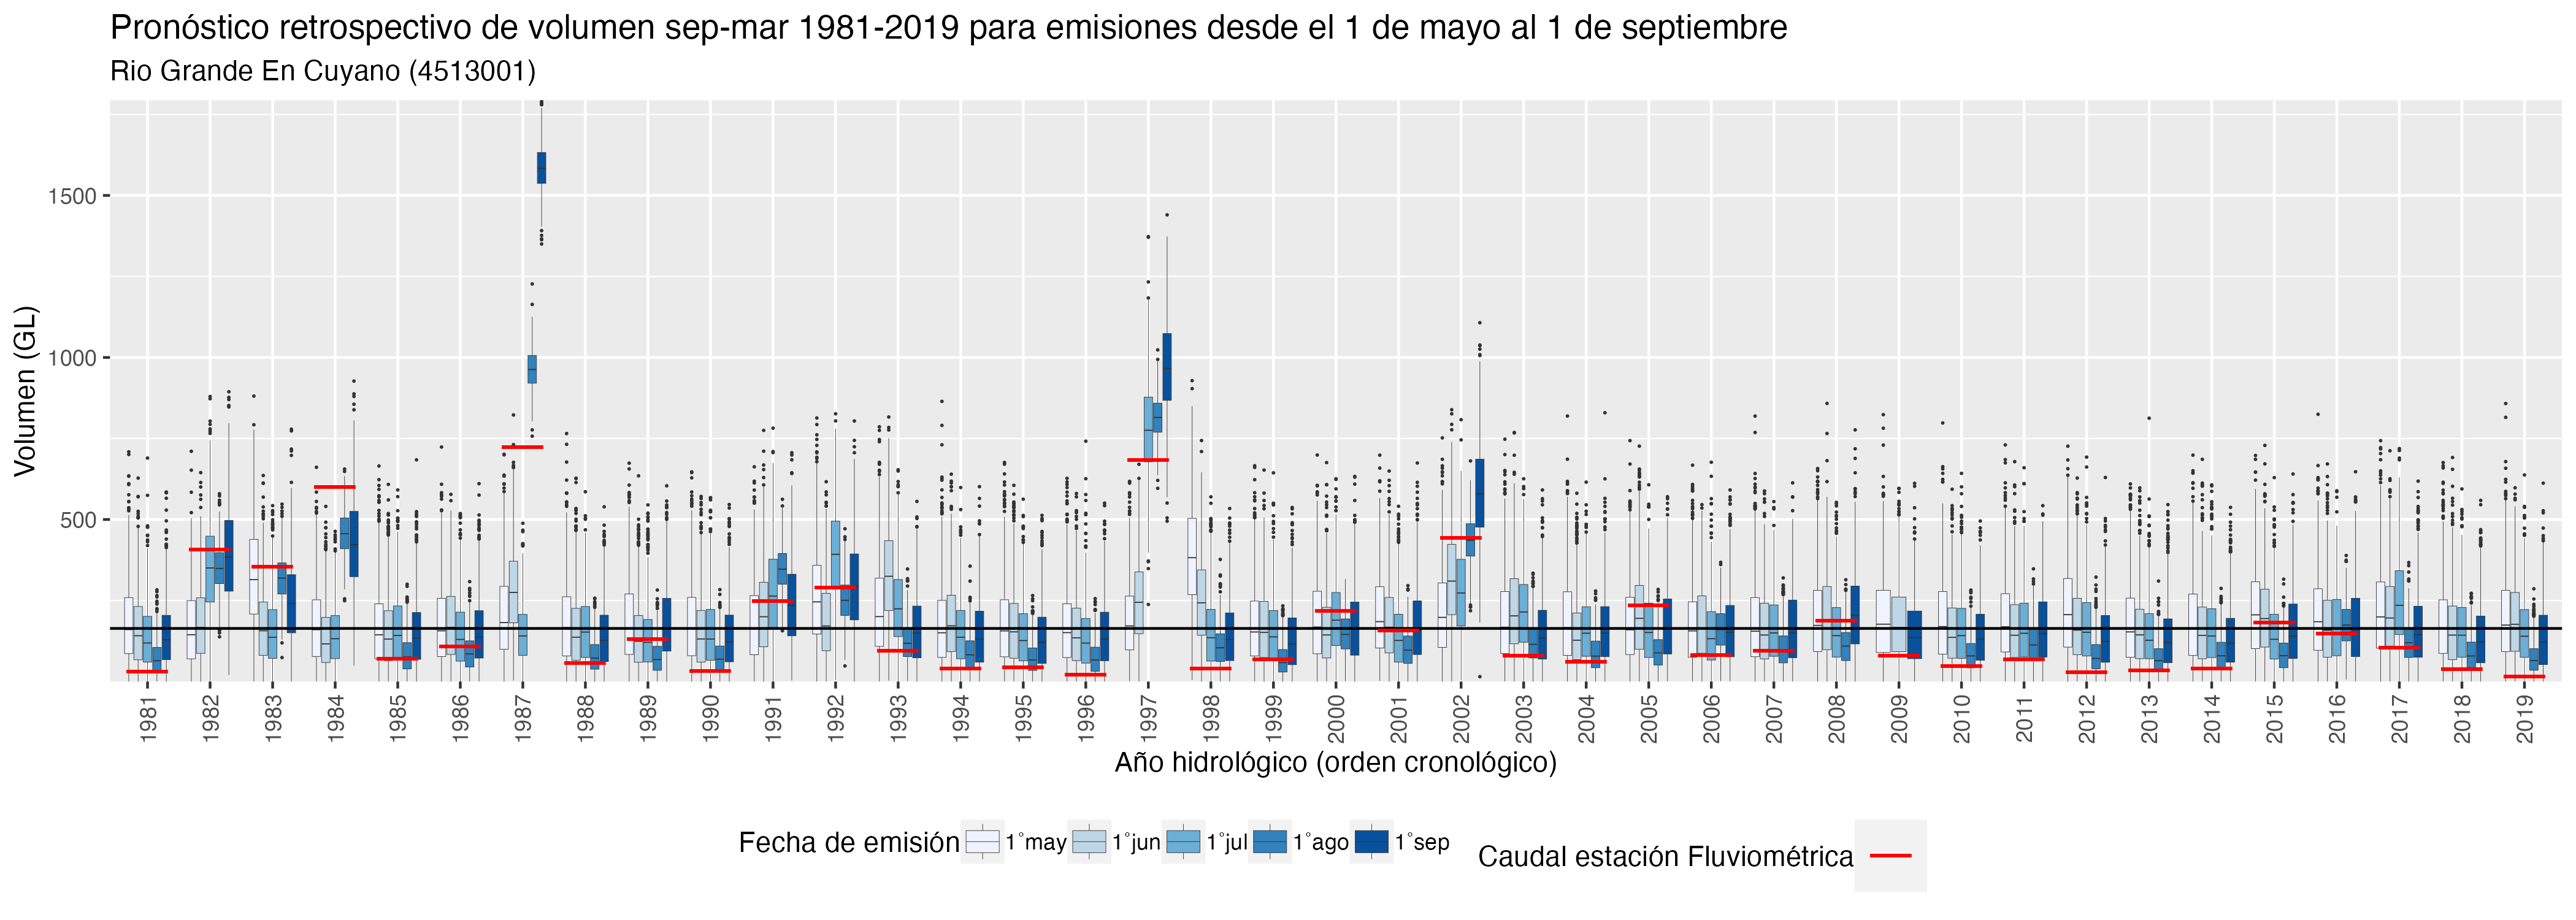 Pronóstico retrospectivo de volumen sep-mar 1981-2019 para emisiones desde el 1 de mayo al 1 de septiembre
Rio Grande En Cuyano (4513001)
Volumen (GL)
1500
1000
500
1981 1982 1983 1984 1985 1986 1987 1988 1989 1990 1991 1992 1993 1994 1995 1996 1997 1998 1999 2000 2001 2002 2003 2004 2005 2006 2007 2008 2009 2010 2011 2012 2013 2014 2015 2016 2017 2018 2019
Año hidrológico (orden cronológico)
Fecha de emisión 1°may 1°jun 1°jul 1°ago 1°sep Caudal estación Fluviométrica